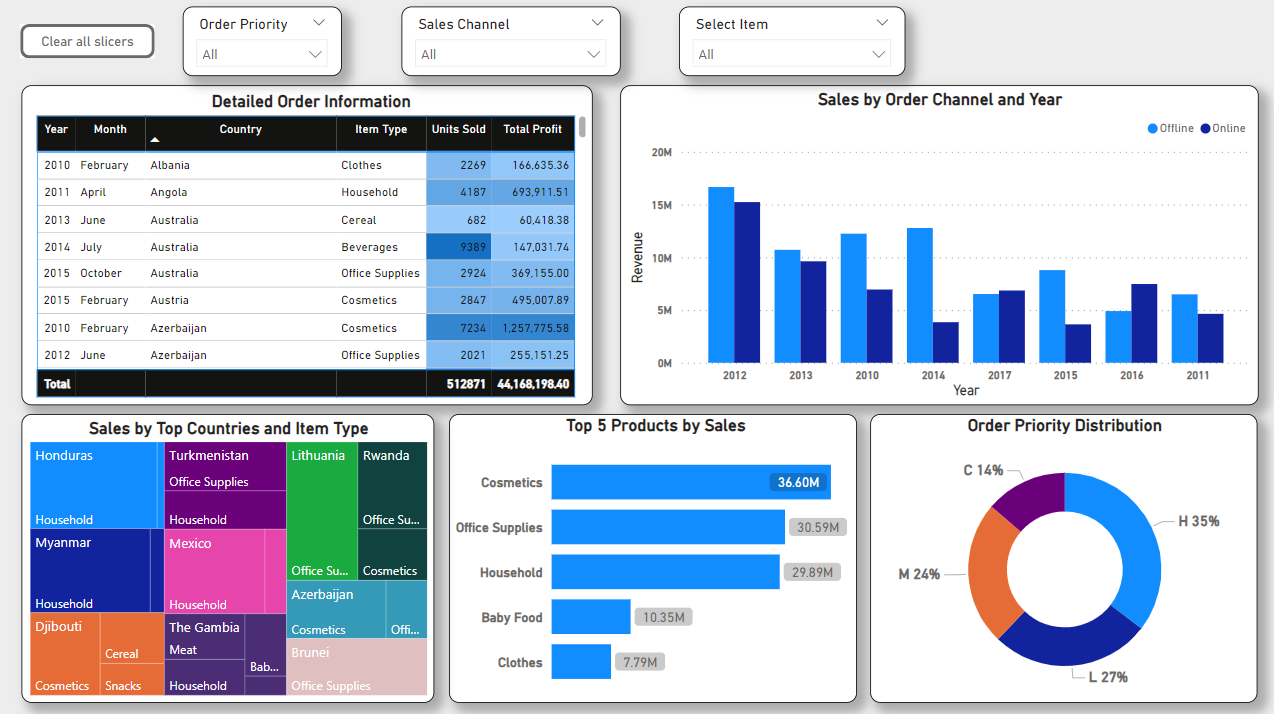 Clear all slicers
Order Priority
All
Sales Channel
All
Select Item
All
Detailed Order Information
Year Month Country Item Type Units Sold Total Profit
2010 February Albania Clothes 2269 166,635.36
2011 April Angola Household 4187 693,911.51
2013 June Australia Cereal 682 60,418.38
2014 July Australia Beverages 9389 147,031.74
2015 October Australia Office Supplies 2924 369,155.00
2015 February Austria Cosmetics 2847 495,007.89
2010 February Azerbaijan Cosmetics 7234 1,257,775.58
2012 June Azerbaijan Office Supplies 2021 255,151.25
Total 512871 44,168,198.40
Sales by Order Channel and Year
Offline Online
20M
15M
10M
5M
0M
Revenue
2012 2013 2010 2014 2017 2015 2016 2011
Year
Sales by Top Countries and Item Type
Honduras
Household
Myanmar
Household
Djibouti
Cosmetics
Cereal
Snacks
Turkmenistan
Office Supplies
Household
Mexico
Household
The Gambia
Meat
Household
Bab...
Lithuania
Office Su...
Rwanda
Office Su...
Cosmetics
Azerbaijan
Cosmetics
Offi...
Brunei
Office Supplies
Top 5 Products by Sales
Cosmetics 36.60M
Office Supplies 30.59M
Household 29.89M
Baby Food 10.35M
Clothes 7.79M
Order Priority Distribution
C 14%
H 35%
M 24%
L 27%